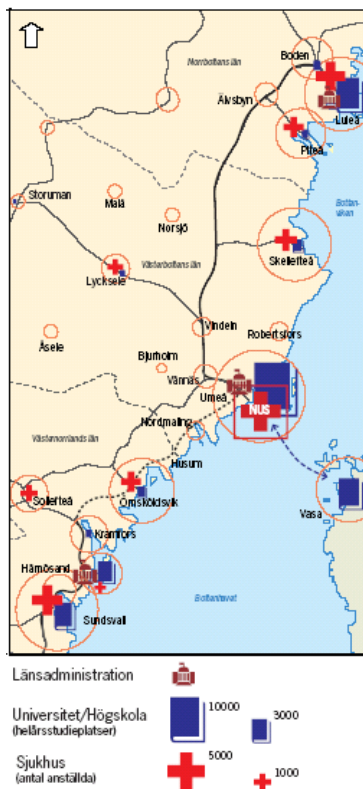 Norrbottens län
Boden
Älvsbyn
Luleå
Piteå
Storuman
Malå
Norsjö
Botten-
viken
Skellefteå
Västerbottens län
Lycksele
Vindeln
Robertsfors
Åsele
Bjurholm
Vännäs
Umeå
NUS
Nordmaling
Västernorrlands län
Husum
Sollefteå
Örnsköldsvik
Vasa
Kramfors
Härnösand
Bottenhavet
Sundsvall
Länsadministration
Universitet/Högskola
(helårsstudieplatser)
10000
3000
Sjukhus
(antal anställda)
5000
1000